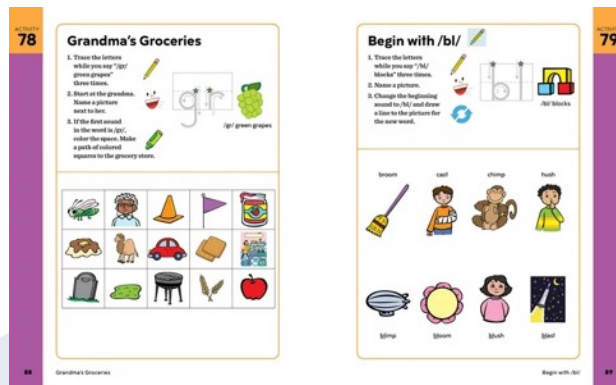 ACTIVITY
78
Grandma's Groceries
1. Trace the letters
while you say "/gr/
green grapes"
three times.
2. Start at the grandma.
Name a picture
next to her.
3. If the first sound
in the word is /gr/,
color the space. Make
a path of colored
squares to the grocery store.
gr
/gr/ green grapes
88
Grandma's Groceries
ACTIVITY
79
Begin with /bl/
1. Trace the letters
while you say "/bl/
blocks" three times.
2. Name a picture.
3. Change the beginning
sound to /bl/ and draw
a line to the picture for
the new word.
bl
/bl/ blocks
broom cast chimp hush
blimp bloom blush blast
Begin with /bl/
89